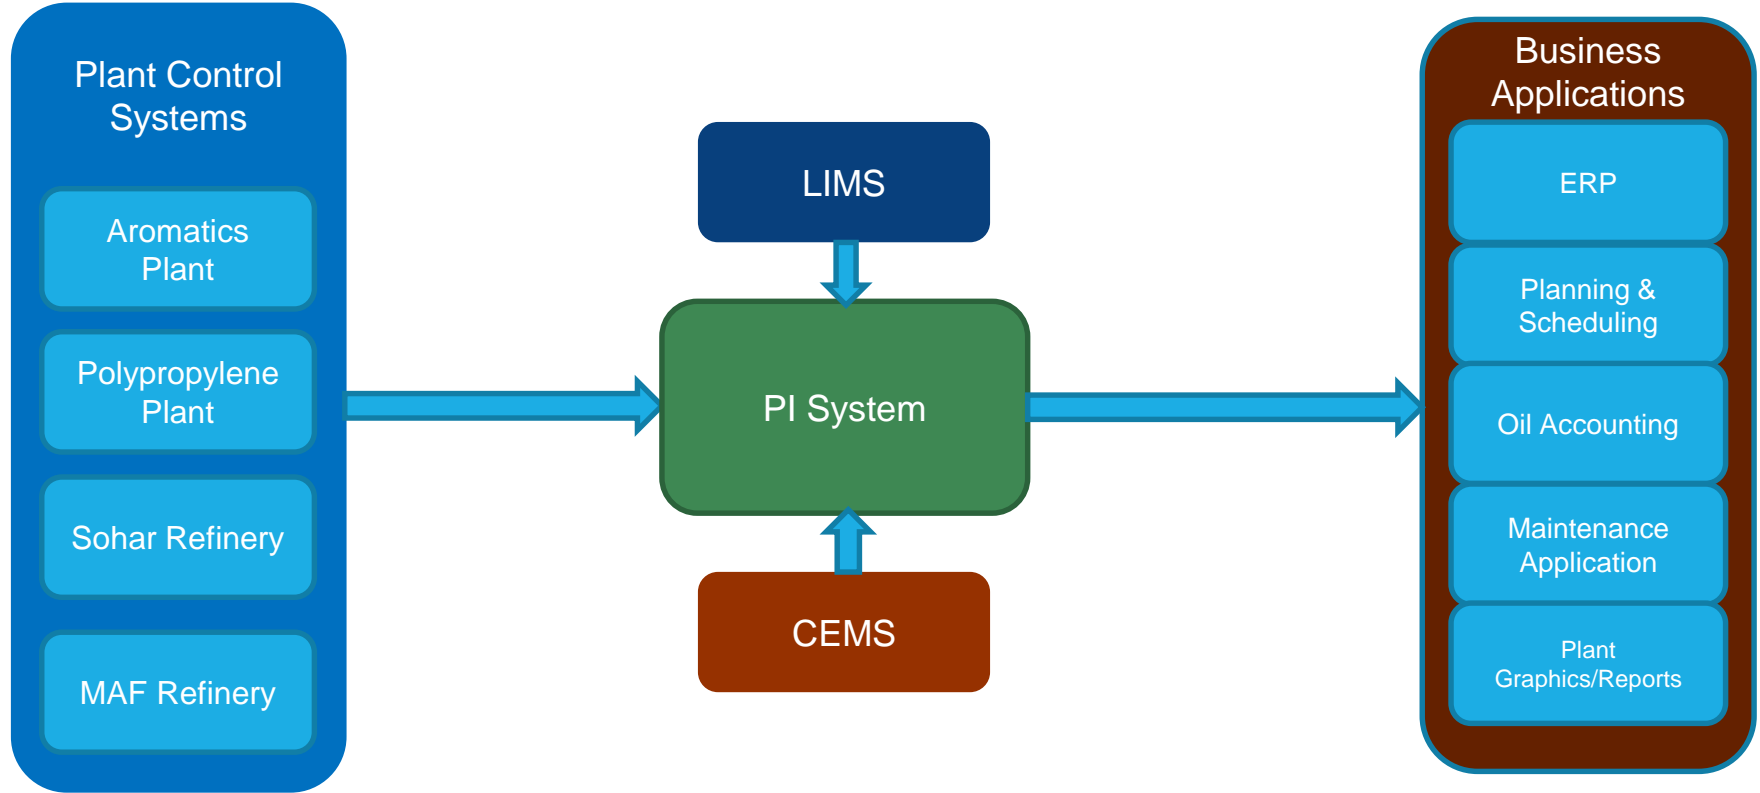 Plant Control
Systems
Aromatics
Plant
Polypropylene
Plant
Sohar Refinery
MAF Refinery
LIMS
PI System
CEMS
Business
Applications
ERP
Planning &
Scheduling
Oil Accounting
Maintenance
Application
Plant
Graphics/Reports